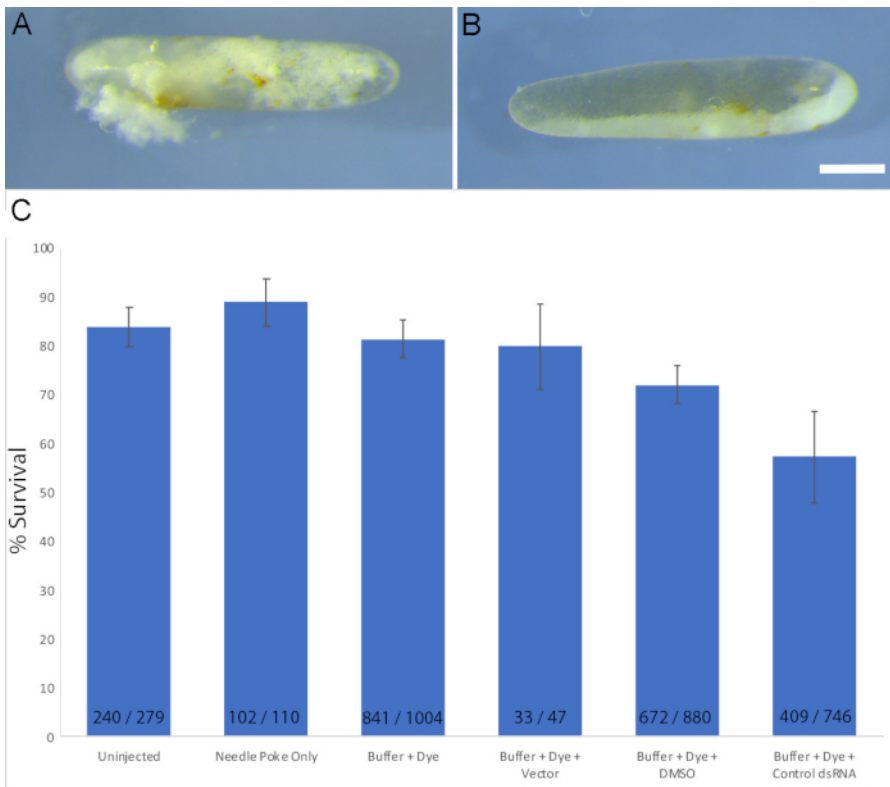 A
B
C
% Survival
100
90
80
70
60
50
40
30
20
10
0
240 / 279
102 / 110
841 / 1004
33 / 47
672 / 880
409 / 746
Uninjected
Needle Poke Only
Buffer + Dye
Buffer + Dye +
Vector
Buffer + Dye +
DMSO
Buffer + Dye +
Control dsRNA